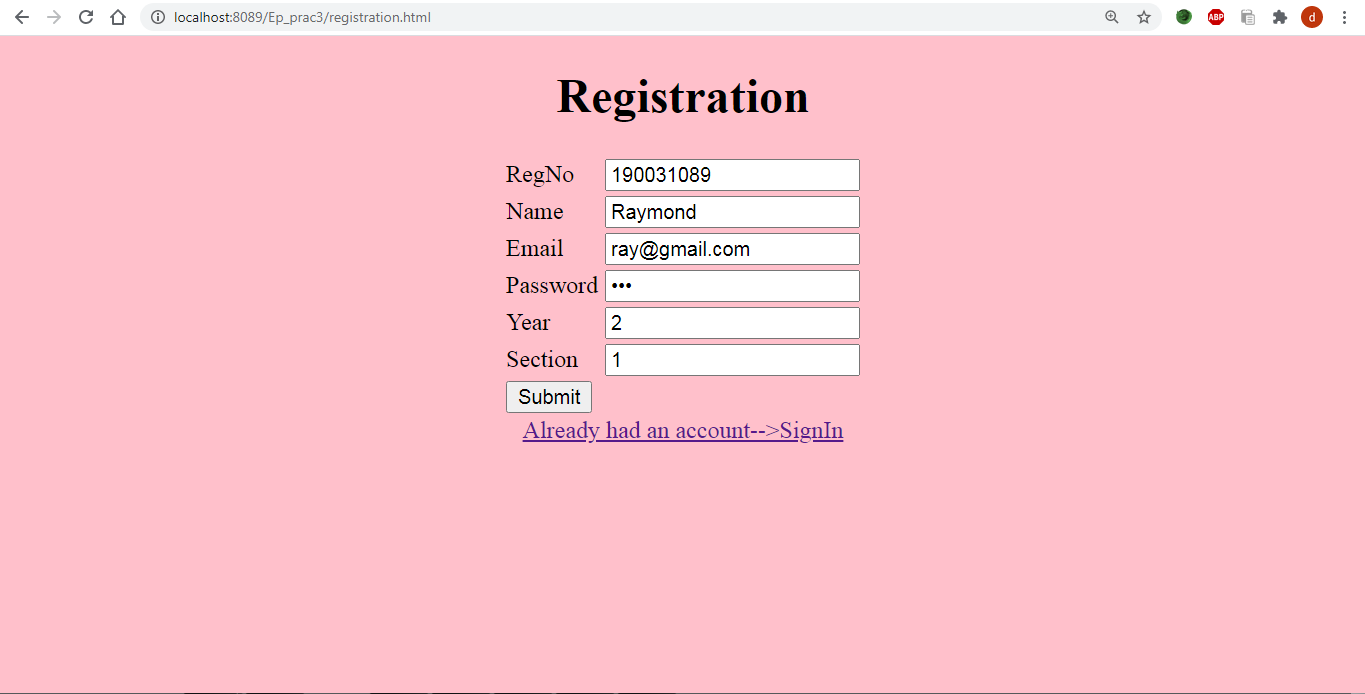 localhost:8089/Ep_prac3/registration.html
ABP
d
Registration
RegNo 190031089
Name Raymond
Email ray@gmail.com
Password •••
Year 2
Section 1
Submit
Already had an account-->SignIn